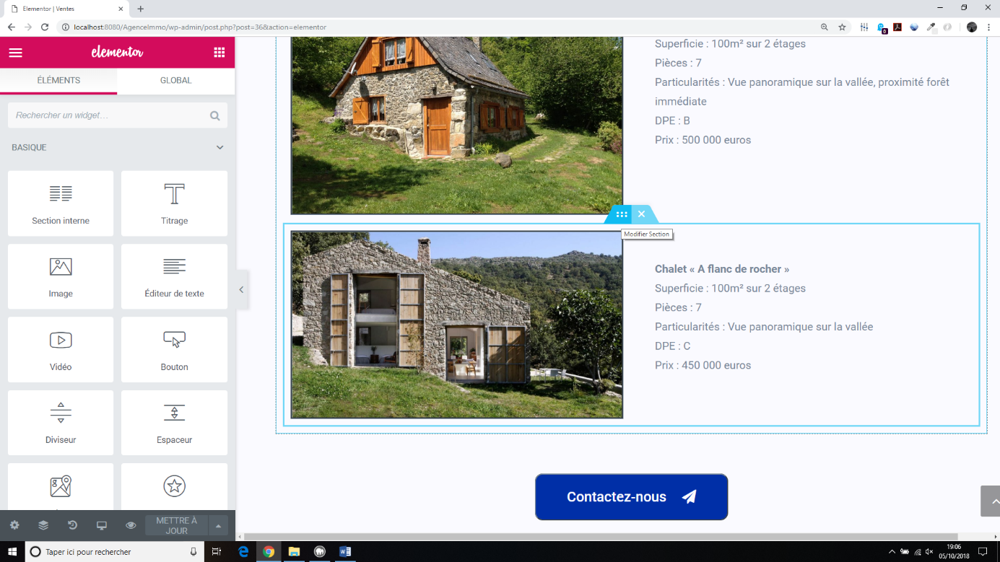 Elementor | Ventes
localhost:8080/AgenceImmo/wp-admin/post.php?post=36&action=elementor
0
elementor
ÉLÉMENTS
GLOBAL
Rechercher un widget…
BASIQUE
Section interne
Titrage
Image
Éditeur de texte
Vidéo
Bouton
Diviseur
Espaceur
METTRE À
JOUR
Superficie : 100m² sur 2 étages
Pièces : 7
Particularités : Vue panoramique sur la vallée, proximité forêt
immédiate
DPE : B
Prix : 500 000 euros
Modifier Section
Chalet « A flanc de rocher »
Superficie : 100m² sur 2 étages
Pièces : 7
Particularités : Vue panoramique sur la vallée
DPE : C
Prix : 450 000 euros
Contactez-nous
Taper ici pour rechercher
19:06
05/10/2018